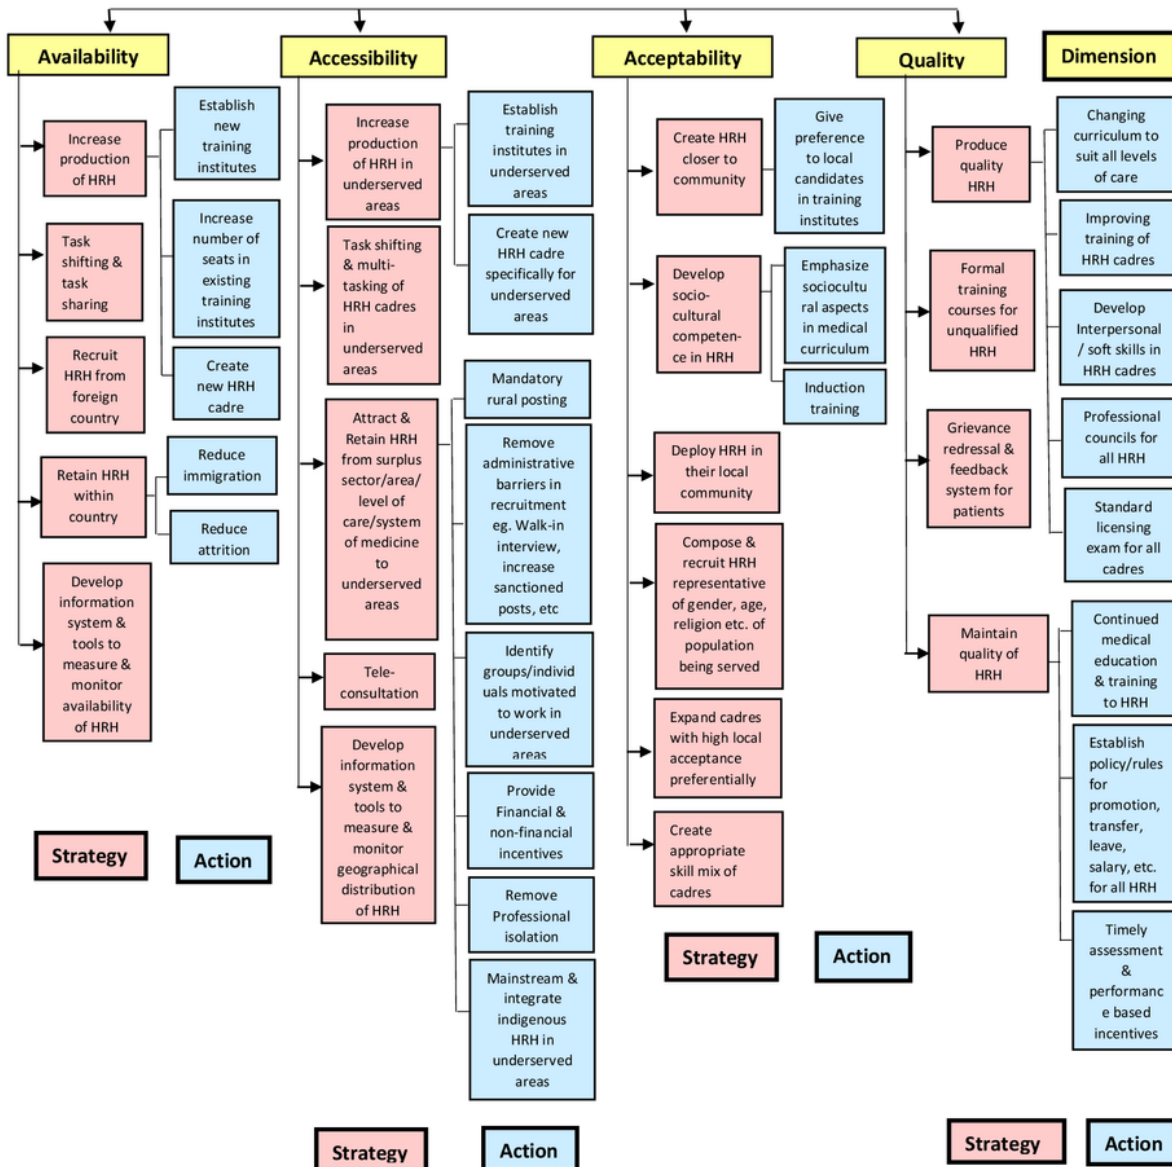 Availability
Accessibility
Acceptability
Quality
Dimension
Increase
production
of HRH
Establish
new
training
institutes
Increase
number of
seats in
existing
training
institutes
Create
new HRH
cadre
Task
shifting &
task
sharing
Recruit
HRH from
foreign
country
Retain HRH
within
country
Reduce
immigration
Reduce
attrition
Develop
information
system &
tools to
measure &
monitor
availability
of HRH
Strategy
Action
Increase
production
of HRH in
underserved
areas
Establish
training
institutes in
underserved
areas
Create new
HRH cadre
specifically for
underserved
areas
Task shifting
& multi-
tasking of
HRH cadres
in
underserved
areas
Attract &
Retain HRH
from surplus
sector/area/
level of
care/system
of medicine
to
underserved
areas
Mandatory
rural posting
Remove
administrative
barriers in
recruitment
eg. Walk-in
interview,
increase
sanctioned
posts, etc
Identify
groups/individ
uals motivated
to work in
underserved
areas
Provide
Financial &
non-financial
incentives
Remove
Professional
isolation
Mainstream &
integrate
indigenous
HRH in
underserved
areas
Tele-
consultation
Develop
information
system &
tools to
measure &
monitor
geographical
distribution
of HRH
Strategy
Action
Create HRH
closer to
community
Give
preference
to local
candidates
in training
institutes
Develop
socio-
cultural
competen-
ce in HRH
Emphasize
sociocultu
ral aspects
in medical
curriculum
Induction
training
Deploy HRH in
their local
community
Compose &
recruit HRH
representative
of gender, age,
religion etc. of
population
being served
Expand cadres
with high local
acceptance
preferentially
Create
appropriate
skill mix of
cadres
Strategy
Action
Produce
quality
HRH
Changing
curriculum to
suit all levels
of care
Improving
training of
HRH cadres
Develop
Interpersonal
/ soft skills in
HRH cadres
Professional
councils for
all HRH
Standard
licensing
exam for all
cadres
Formal
training
courses for
unqualified
HRH
Grievance
redressal &
feedback
system for
patients
Maintain
quality of
HRH
Continued
medical
education
& training
to HRH
Establish
policy/rules
for
promotion,
transfer,
leave,
salary, etc.
for all HRH
Timely
assessment
&
performanc
e based
incentives
Strategy
Action